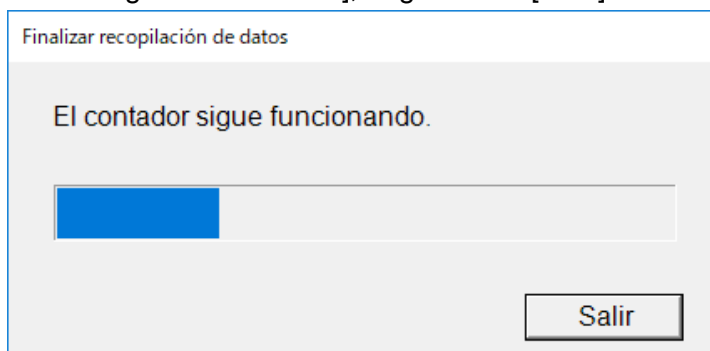 Finalizar recopilación de datos
El contador sigue funcionando.
Salir